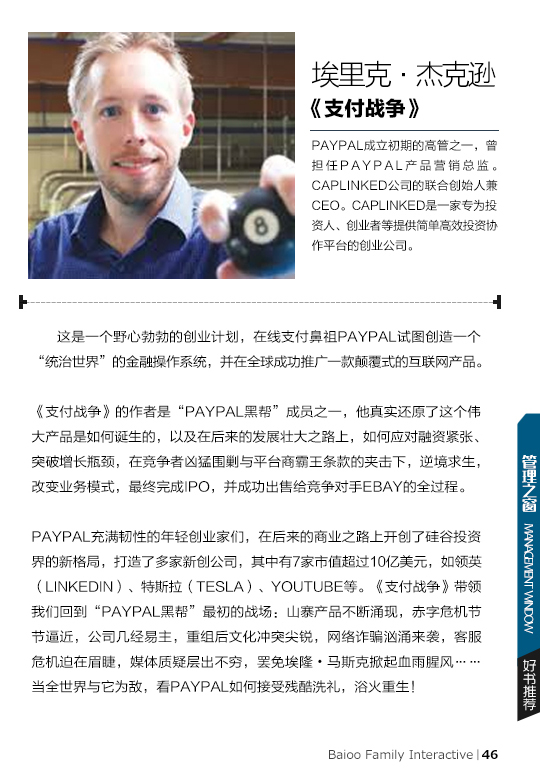 埃里克·杰克逊
《支付战争》
PAYPAL成立初期的高管之一，曾
担任PAYPAL产品营销总监。
CAPLINKED公司的联合创始人兼
CEO。CAPLINKED是一家专为投
资人、创业者等提供简单高效投资协
作平台的创业公司。
8
这是一个野心勃勃的创业计划，在线支付鼻祖PAYPAL试图创造一个
“统治世界”的金融操作系统，并在全球成功推广一款颠覆式的互联网产品。
《支付战争》的作者是“PAYPAL黑帮”成员之一，他真实还原了这个伟
大产品是如何诞生的，以及在后来的发展壮大之路上，如何应对融资紧张、
突破增长瓶颈，在竞争者凶猛围剿与平台商霸王条款的夹击下，逆境求生，
改变业务模式，最终完成IPO，并成功出售给竞争对手EBAY的全过程。
PAYPAL充满韧性的年轻创业家们，在后来的商业之路上开创了硅谷投资
界的新格局，打造了多家新创公司，其中有7家市值超过10亿美元，如领英
（LINKEDIN）、特斯拉（TESLA）、YOUTUBE等。《支付战争》带领
我们回到“PAYPAL黑帮”最初的战场：山寨产品不断涌现，赤字危机节
节逼近，公司几经易主，重组后文化冲突尖锐，网络诈骗汹涌来袭，客服
危机迫在眉睫，媒体质疑层出不穷，罢免埃隆·马斯克掀起血雨腥风……
当全世界与它为敌，看PAYPAL如何接受残酷洗礼，浴火重生！
管理之窗 MANAGEMENT WINDOW
好书推荐
Baioo Family Interactive | 46